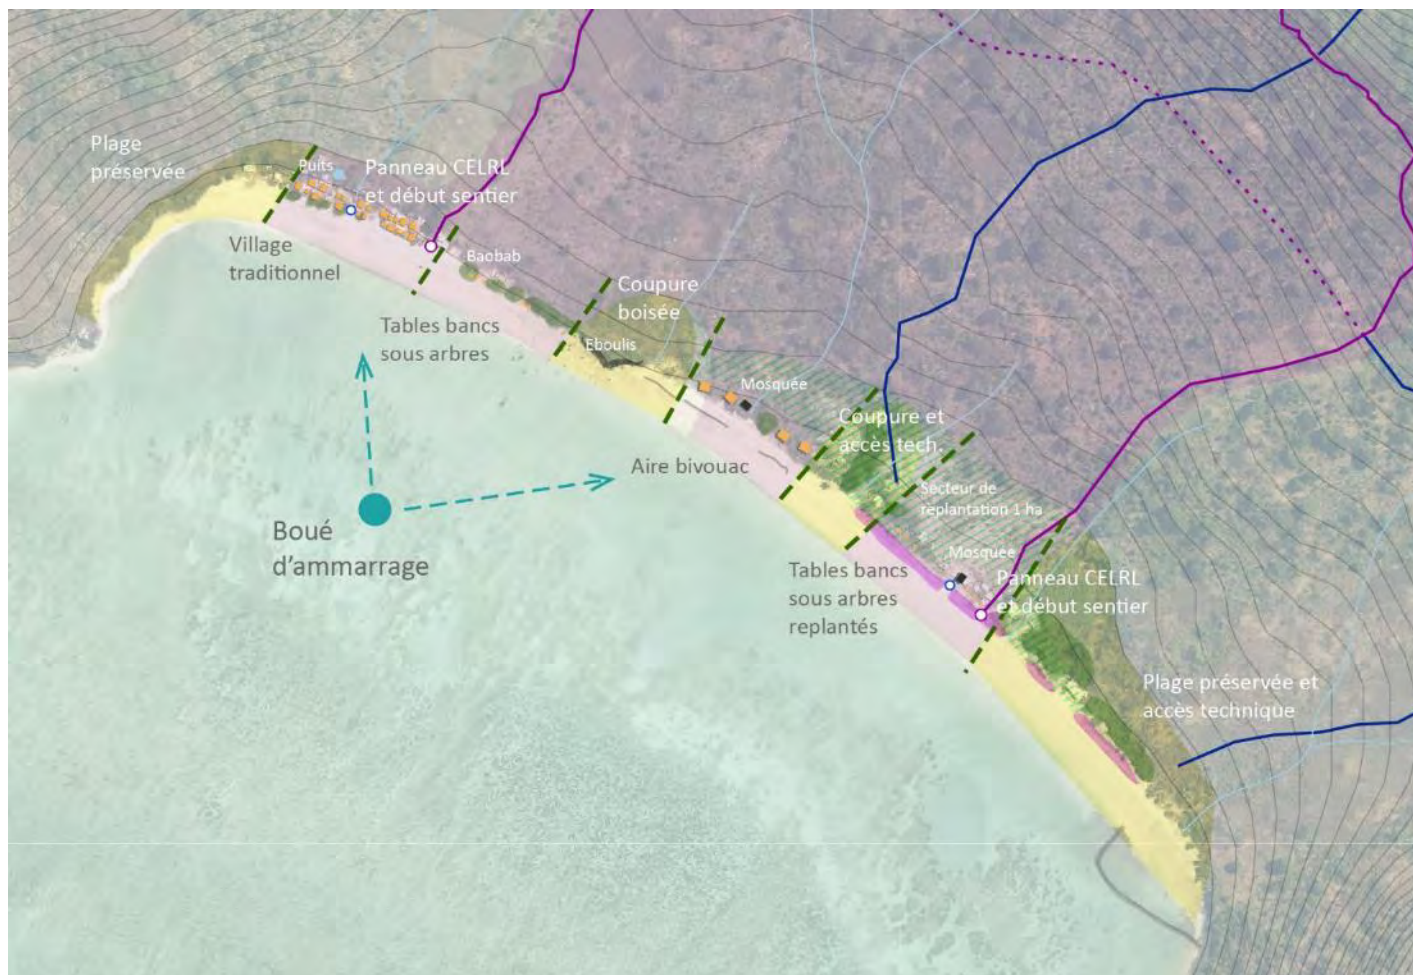 Plage
préservée
Puits
Panneau CELRL
et début sentier
Village
traditionnel
Baobab
Tables bancs
sous arbres
Coupure
boisée
Eboulis
Mosquée
Coupure et
accès tech.
Aire bivouac
Secteur de
replantation 1 ha
Boué
d'ammarrage
Mosquée
Tables bancs
sous arbres
replantés
Panneau CELRL
et début sentier
Plage préservée et
accès technique